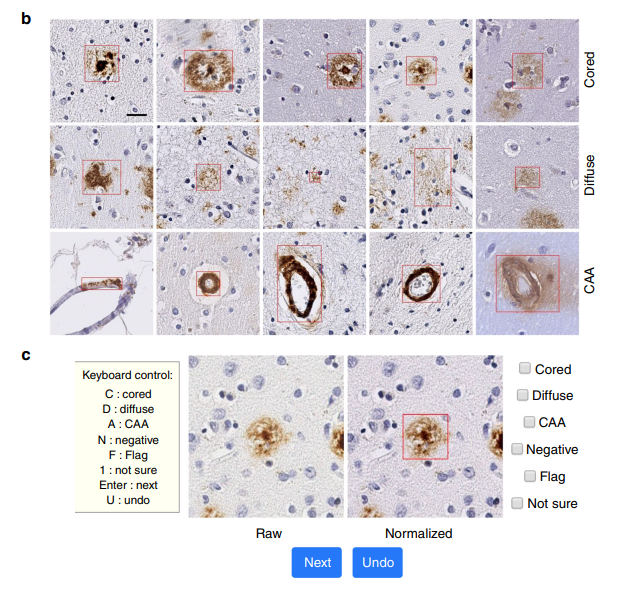 b
Cored
Diffuse
CAA
c
Keyboard control:
C : cored
D : diffuse
A : CAA
N : negative
F : Flag
1 : not sure
Enter : next
U : undo
Raw
Normalized
Cored
Diffuse
CAA
Negative
Flag
Not sure
Next
Undo